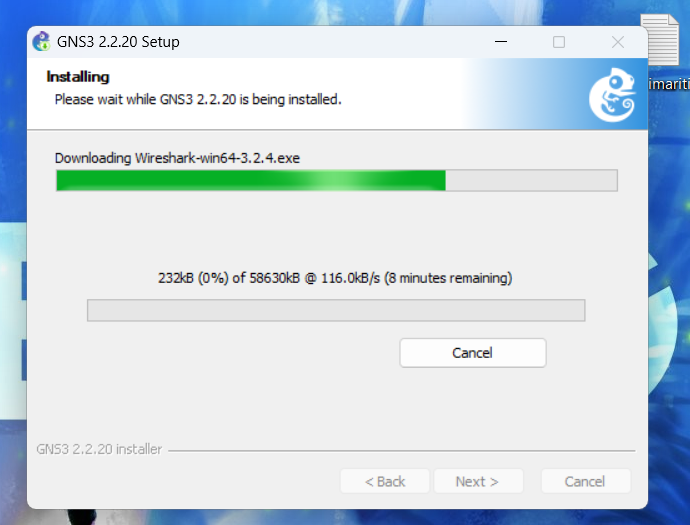 GNS3 2.2.20 Setup
Installing
Please wait while GNS3 2.2.20 is being installed.
imariti
Downloading Wireshark-win64-3.2.4.exe
232kB (0%) of 58630kB @ 116.0kB/s (8 minutes remaining)
Cancel
GNS3 2.2.20 installer
< Back
Next >
Cancel